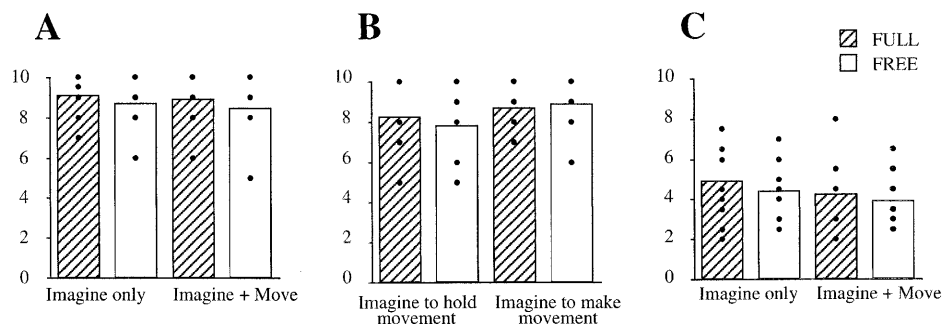 A
B
C
FULL
FREE
10
8
6
4
2
0
Imagine only
Imagine + Move
10
8
6
4
2
0
Imagine to hold
movement
Imagine to make
movement
10
8
6
4
2
0
Imagine only
Imagine + Move